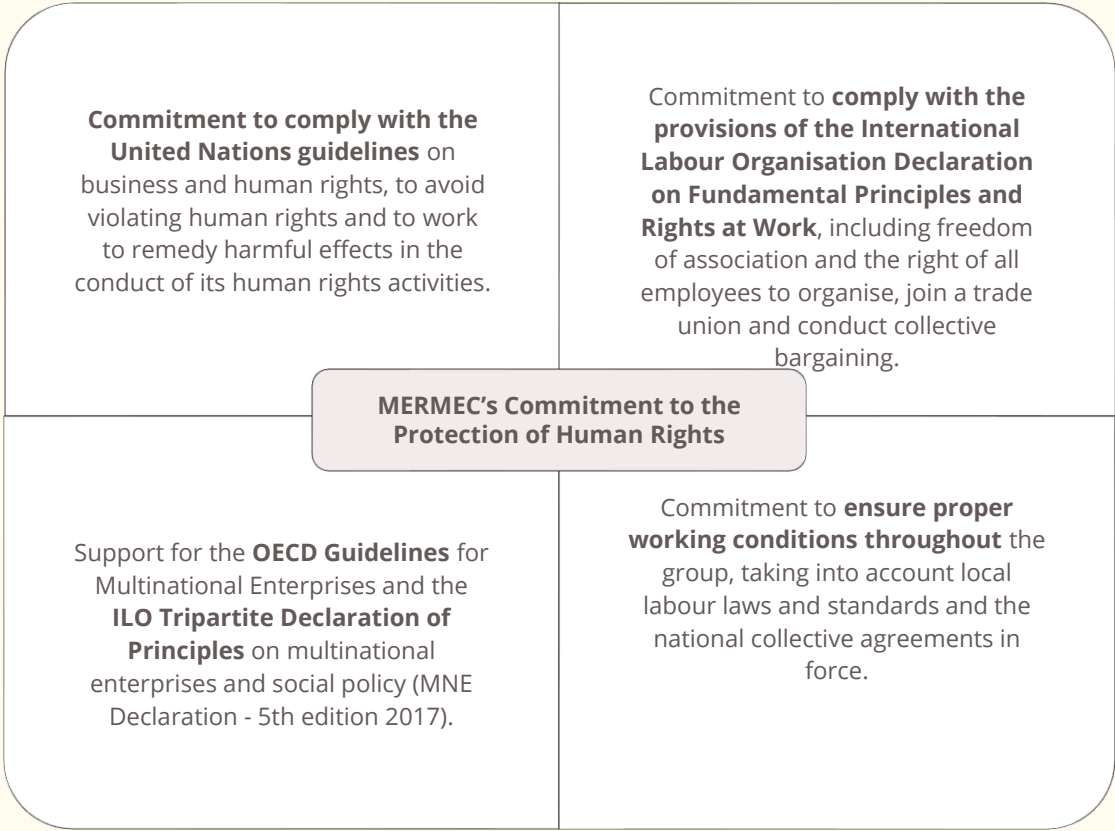 Commitment to comply with the
United Nations guidelines on
business and human rights, to avoid
violating human rights and to work
to remedy harmful effects in the
conduct of its human rights activities.
Commitment to comply with the
provisions of the International
Labour Organisation Declaration
on Fundamental Principles and
Rights at Work, including freedom
of association and the right of all
employees to organise, join a trade
union and conduct collective
bargaining.
MERMEC’s Commitment to the
Protection of Human Rights
Support for the OECD Guidelines for
Multinational Enterprises and the
ILO Tripartite Declaration of
Principles on multinational
enterprises and social policy (MNE
Declaration - 5th edition 2017).
Commitment to ensure proper
working conditions throughout the
group, taking into account local
labour laws and standards and the
national collective agreements in
force.